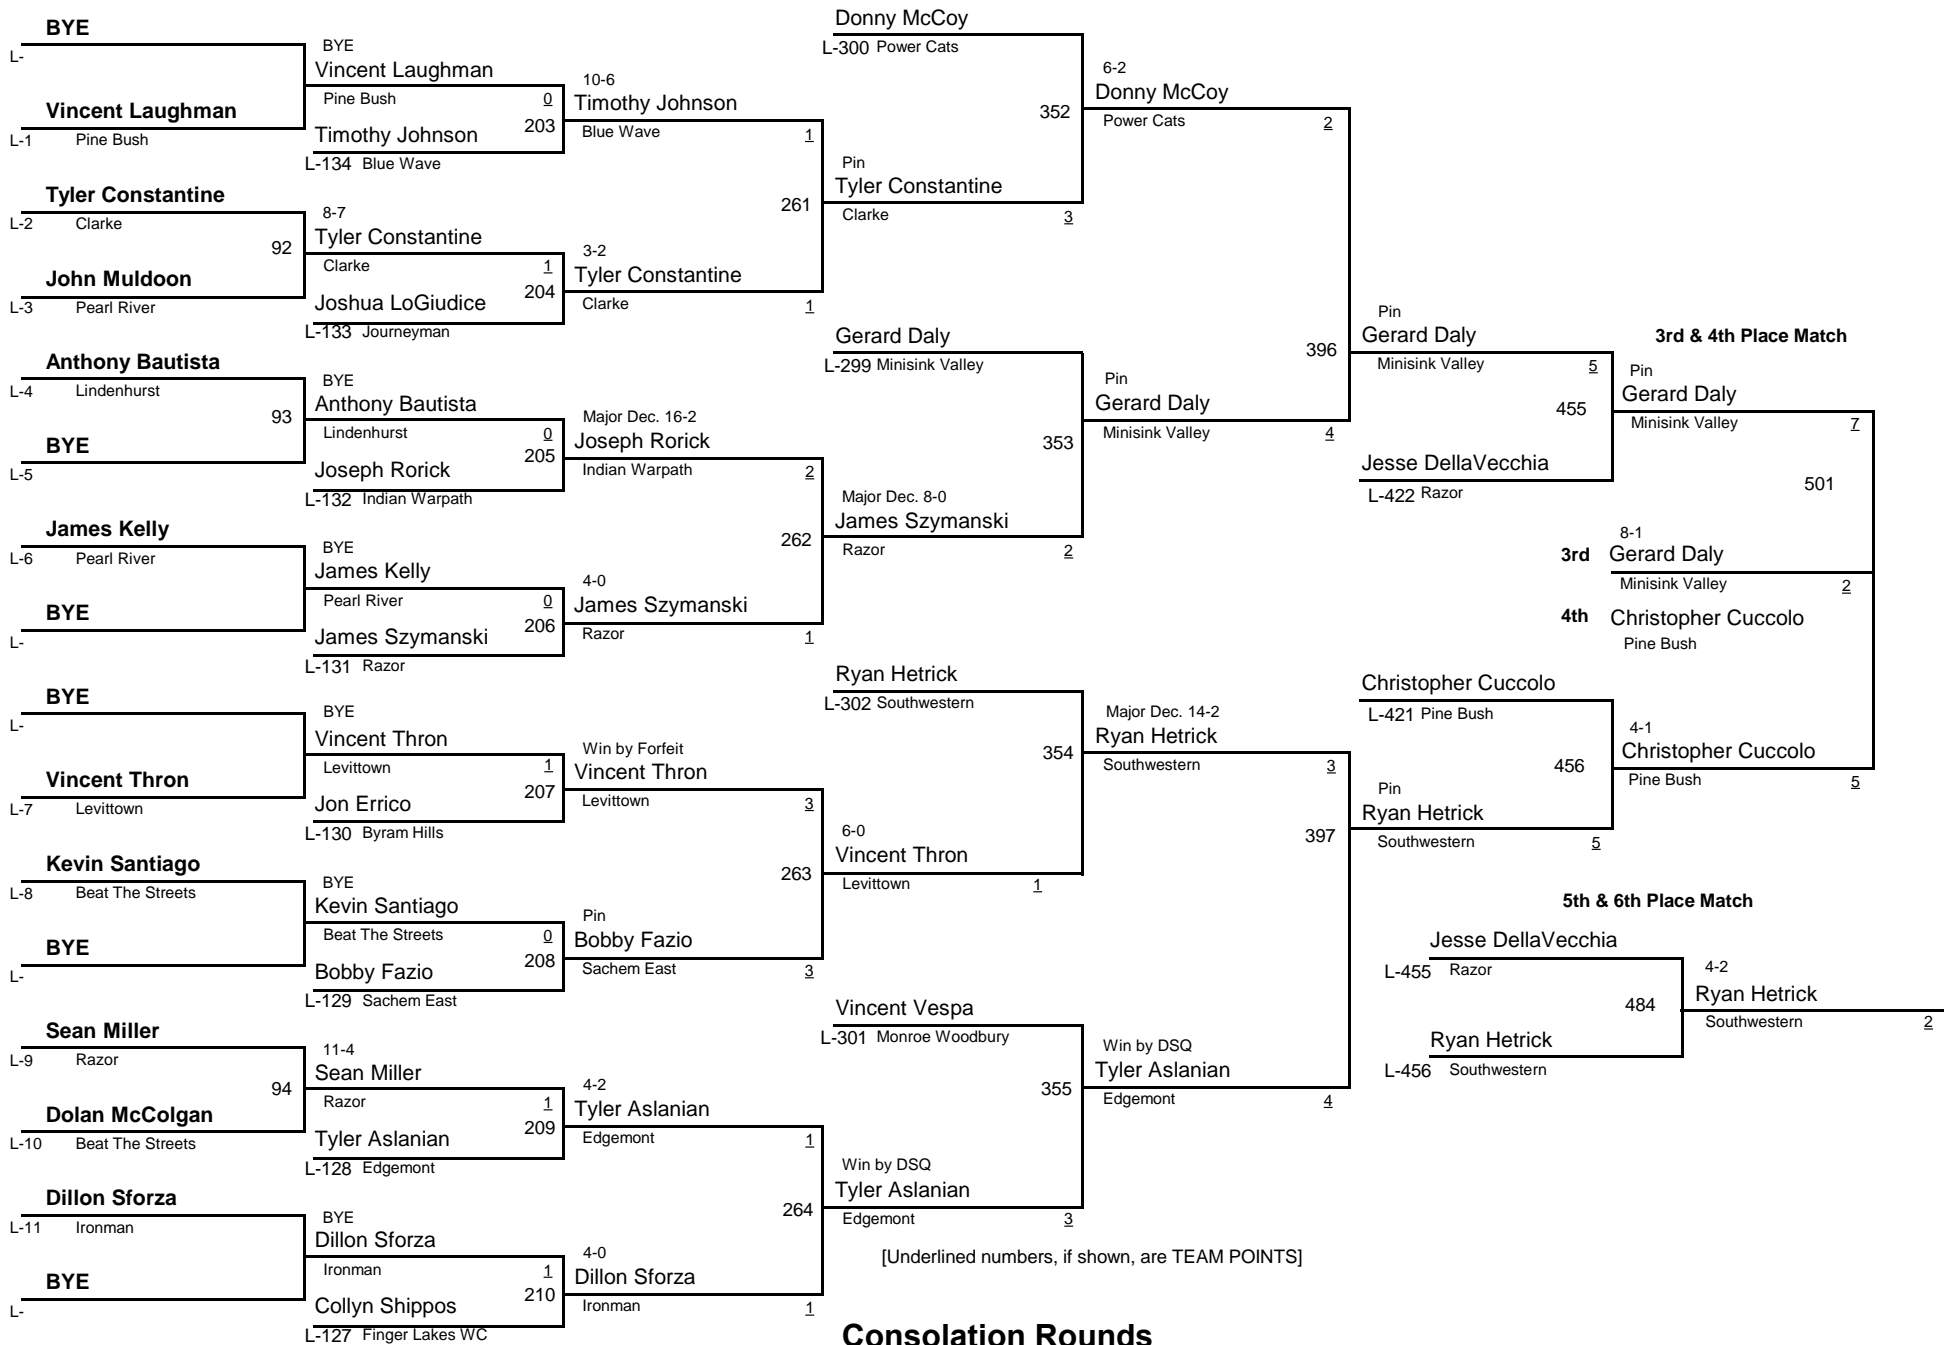 BYE
L-
Vincent Laughman
L-1 Pine Bush
Tyler Constantine
L-2 Clarke
92
John Muldoon
L-3 Pearl River
Anthony Bautista
L-4 Lindenhurst
93
BYE
L-5
James Kelly
L-6 Pearl River
BYE
L-
BYE
L-
Vincent Thron
L-7 Levittown
Kevin Santiago
L-8 Beat The Streets
BYE
L-
Sean Miller
L-9 Razor
94
Dolan McColgan
L-10 Beat The Streets
Dillon Sforza
L-11 Ironman
BYE
L-
BYE
Vincent Laughman
Pine Bush 0
203
Timothy Johnson
L-134 Blue Wave
8-7
Tyler Constantine
Clarke 1
204
Joshua LoGiudice
L-133 Journeyman
BYE
Anthony Bautista
Lindenhurst 0
205
Joseph Rorick
L-132 Indian Warpath
BYE
James Kelly
Pearl River 0
206
James Szymanski
L-131 Razor
BYE
Vincent Thron
Levittown 1
207
Jon Errico
L-130 Byram Hills
BYE
Kevin Santiago
Beat The Streets 0
208
Bobby Fazio
L-129 Sachem East
11-4
Sean Miller
Razor 1
209
Tyler Aslanian
L-128 Edgemont
BYE
Dillon Sforza
Ironman 1
210
Collyn Shippos
L-127 Finger Lakes WC
10-6
Timothy Johnson
Blue Wave 1
261
3-2
Tyler Constantine
Clarke 1
Major Dec. 16-2
Joseph Rorick
Indian Warpath 2
262
4-0
James Szymanski
Razor 1
Win by Forfeit
Vincent Thron
Levittown 3
263
Pin
Bobby Fazio
Sachem East 3
4-2
Tyler Aslanian
Edgemont 1
264
4-0
Dillon Sforza
Ironman 1
Donny McCoy
L-300 Power Cats
352
Pin
Tyler Constantine
Clarke 3
Gerard Daly
L-299 Minisink Valley
353
Major Dec. 8-0
James Szymanski
Razor 2
Ryan Hetrick
L-302 Southwestern
354
6-0
Vincent Thron
Levittown 1
Vincent Vespa
L-301 Monroe Woodbury
355
Win by DSQ
Tyler Aslanian
Edgemont 3
6-2
Donny McCoy
Power Cats 2
396
Pin
Gerard Daly
Minisink Valley 4
Major Dec. 14-2
Ryan Hetrick
Southwestern 3
397
Win by DSQ
Tyler Aslanian
Edgemont 4
Pin
Gerard Daly
Minisink Valley 5
455
Jesse DellaVecchia
L-422 Razor
Christopher Cuccolo
L-421 Pine Bush
456
Pin
Ryan Hetrick
Southwestern 5
3rd & 4th Place Match
Pin
Gerard Daly
Minisink Valley 7
501
8-1
3rd Gerard Daly
Minisink Valley 2
4th Christopher Cuccolo
Pine Bush
4-1
Christopher Cuccolo
Pine Bush 5
5th & 6th Place Match
Jesse DellaVecchia
L-455 Razor
484
Ryan Hetrick
L-456 Southwestern
4-2
Ryan Hetrick
Southwestern 2
[Underlined numbers, if shown, are TEAM POINTS]
Consolation Rounds